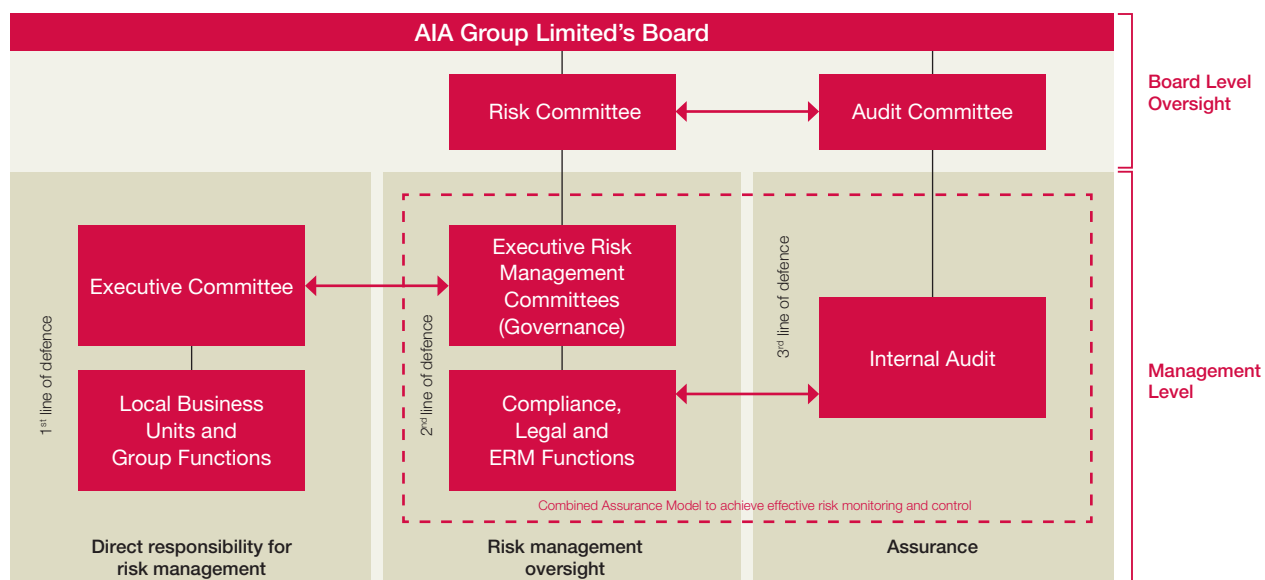 AIA Group Limited’s Board
Risk Committee
Audit Committee
Board Level
Oversight
1st line of defence
Executive Committee
Local Business
Units and
Group Functions
Direct responsibility for
risk management
2nd line of defence
Executive Risk
Management
Committees
(Governance)
Compliance,
Legal and
ERM Functions
Risk management
oversight
3rd line of defence
Internal Audit
Combined Assurance Model to achieve effective risk monitoring and control
Assurance
Management
Level